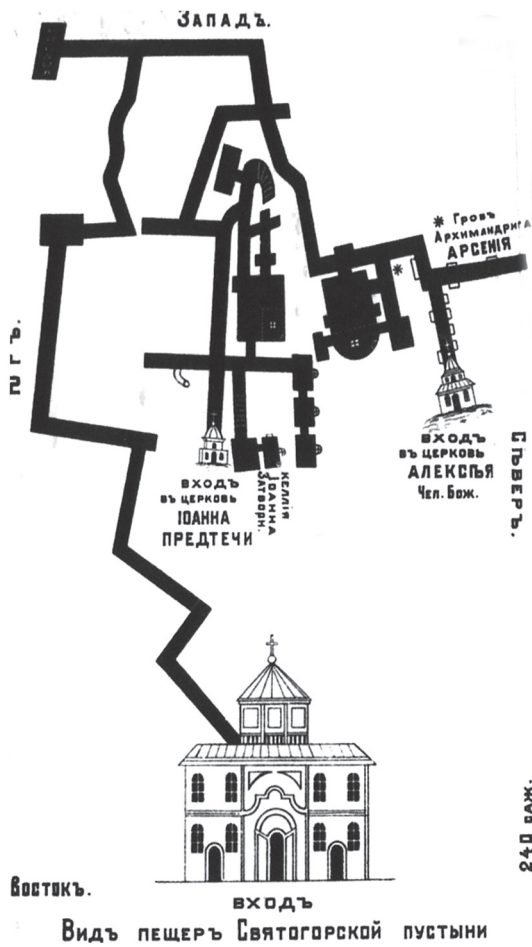 ЗАПАДЪ.
✱ Гробъ
Архимандрита
АРСЕНІЯ
ЮГЪ.
СѢВЕРЪ.
ВХОДЪ
ВЪ ЦЕРКОВЬ
АЛЕКСѢЯ
Чел. Бож.
ВХОДЪ
ВЪ ЦЕРКОВЬ
ІОАННА
ПРЕДТЕЧИ
КЕЛЛІЯ
ІОАННА
ЗАТВОРН.
240 САЖ.
Востокъ.
ВХОДЪ
Видъ пещеръ Святогорской пустыни